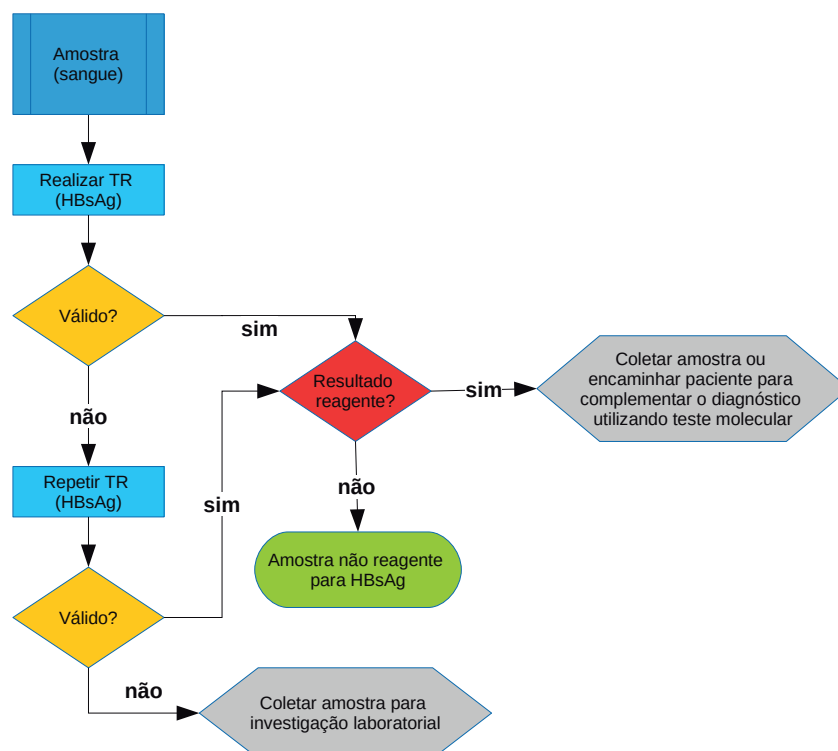 Amostra
(sangue)
Realizar TR
(HBsAg)
Válido?
sim
Resultado
reagente?
sim
Coletar amostra ou
encaminhar paciente para
complementar o diagnóstico
utilizando teste molecular
não
Repetir TR
(HBsAg)
sim
não
Amostra não reagente
para HBsAg
Válido?
não
Coletar amostra para
investigação laboratorial